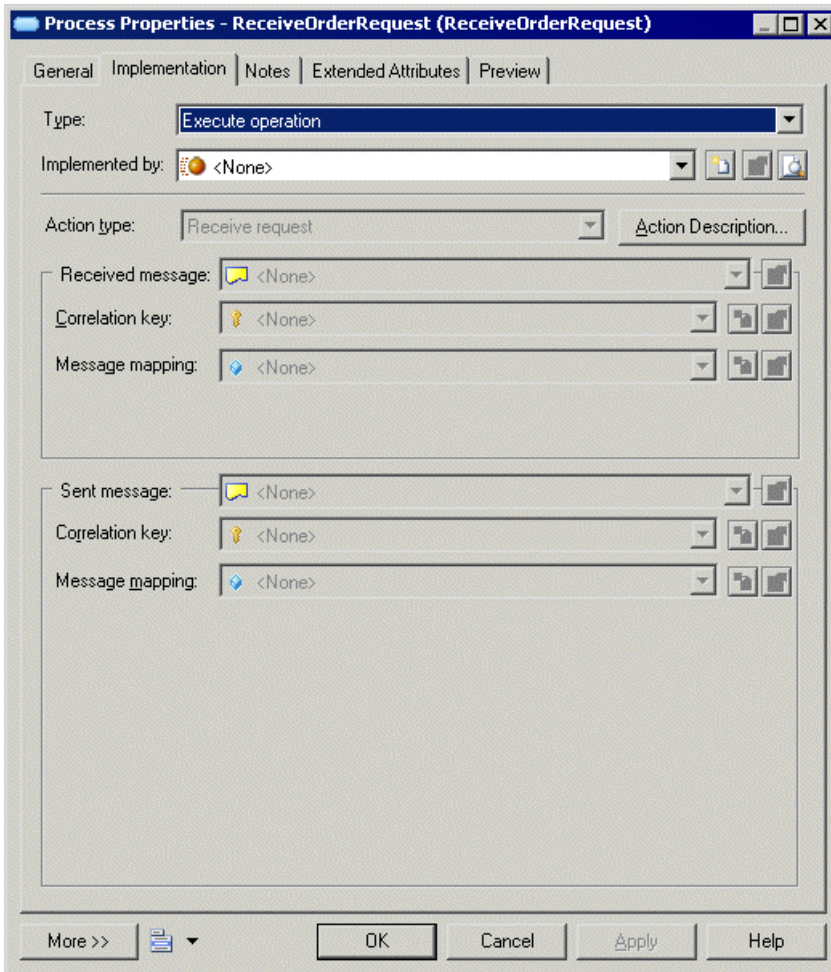 Process Properties - ReceiveOrderRequest (ReceiveOrderRequest)
General Implementation Notes Extended Attributes Preview
Type: Execute operation
Implemented by: <None>
Action type: Receive request Action Description...
Received message: <None>
Correlation key: <None>
Message mapping: <None>
Sent message: <None>
Correlation key: <None>
Message mapping: <None>
More >> OK Cancel Apply Help